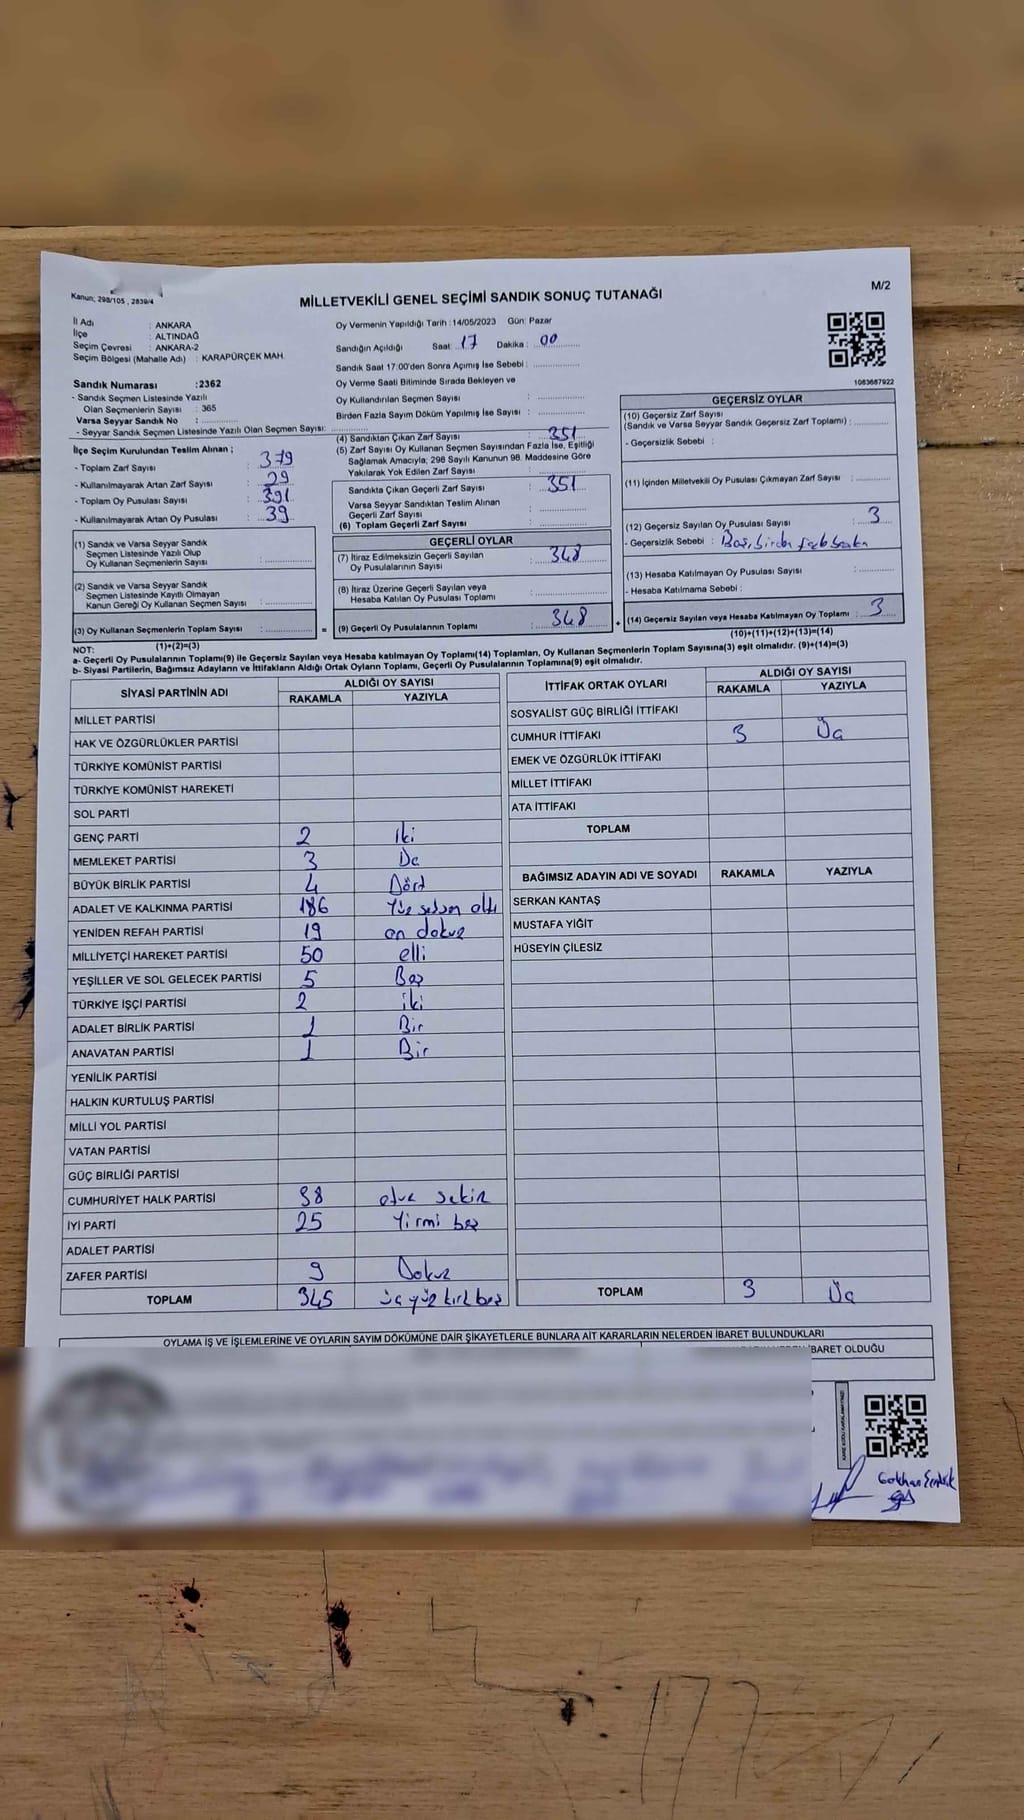 Kanun; 298/105 , 2839/4
MİLLETVEKİLİ GENEL SEÇİMİ SANDIK SONUÇ TUTANAĞI
M/2
İl Adı : ANKARA
İlçe : ALTINDAĞ
Seçim Çevresi : ANKARA-2
Seçim Bölgesi (Mahalle Adı) : KARAPÜRÇEK MAH.
Sandık Numarası :2362
- Sandık Seçmen Listesinde Yazılı
Olan Seçmenlerin Sayısı : 365
Varsa Seyyar Sandık No :
- Seyyar Sandık Seçmen Listesinde Yazılı Olan Seçmen Sayısı:
İlçe Seçim Kurulundan Teslim Alınan ;
- Toplam Zarf Sayısı : 379
- Kullanılmayarak Artan Zarf Sayısı : 29
- Toplam Oy Pusulası Sayısı : 391
- Kullanılmayarak Artan Oy Pusulası : 39
Oy Vermenin Yapıldığı Tarih :14/05/2023 Gün: Pazar
Sandığın Açıldığı Saat: 17 Dakika : 00
Sandık Saat 17:00'den Sonra Açımış İse Sebebi :
Oy Verme Saati Bitiminde Sırada Bekleyen ve
Oy Kullandırılan Seçmen Sayısı :
Birden Fazla Sayım Döküm Yapılmış İse Sayısı :
(4) Sandıktan Çıkan Zarf Sayısı : 351
(5) Zarf Sayısı Oy Kullanan Seçmen Sayısından Fazla İse, Eşitliği
Sağlamak Amacıyla; 298 Sayılı Kanunun 98. Maddesine Göre
Yakılarak Yok Edilen Zarf Sayısı :
Sandıkta Çıkan Geçerli Zarf Sayısı : 351
Varsa Seyyar Sandıktan Teslim Alınan
Geçerli Zarf Sayısı :
(6) Toplam Geçerli Zarf Sayısı :
1063687922
GEÇERSİZ OYLAR
(10) Geçersiz Zarf Sayısı
(Sandık ve Varsa Seyyar Sandık Geçersiz Zarf Toplamı) :
- Geçersizlik Sebebi :
(11) İçinden Milletvekili Oy Pusulası Çıkmayan Zarf Sayısı :
(12) Geçersiz Sayılan Oy Pusulası Sayısı : 3
- Geçersizlik Sebebi :
(13) Hesaba Katılmayan Oy Pusulası Sayısı :
- Hesaba Katılmama Sebebi :
(14) Geçersiz Sayılan veya Hesaba Katılmayan Oy Toplamı : 3
(10)+(11)+(12)+(13)=(14)
(1) Sandık ve Varsa Seyyar Sandık
Seçmen Listesinde Yazılı Olup
Oy Kullanan Seçmenlerin Sayısı :
(2) Sandık ve Varsa Seyyar Sandık
Seçmen Listesinde Kayıtlı Olmayan
Kanun Gereği Oy Kullanan Seçmen Sayısı :
(3) Oy Kullanan Seçmenlerin Toplam Sayısı :
(1)+(2)=(3)
=
GEÇERLİ OYLAR
(7) İtiraz Edilmeksizin Geçerli Sayılan
Oy Pusulalarının Sayısı : 348
(8) İtiraz Üzerine Geçerli Sayılan veya
Hesaba Katılan Oy Pusulası Toplamı :
(9) Geçerli Oy Pusulalarının Toplamı : 348
+
NOT:
a- Geçerli Oy Pusulalarının Toplamı(9) ile Geçersiz Sayılan veya Hesaba katılmayan Oy Toplamı(14) Toplamları, Oy Kullanan Seçmenlerin Toplam Sayısına(3) eşit olmalıdır. (9)+(14)=(3)
b- Siyasi Partilerin, Bağımsız Adayların ve İttifakların Aldığı Ortak Oyların Toplamı, Geçerli Oy Pusulalarının Toplamına(9) eşit olmalıdır.
SİYASİ PARTİNİN ADI ALDIĞI OY SAYISI
RAKAMLA YAZIYLA
MİLLET PARTİSİ
HAK VE ÖZGÜRLÜKLER PARTİSİ
TÜRKİYE KOMÜNİST PARTİSİ
TÜRKİYE KOMÜNİST HAREKETİ
SOL PARTİ
GENÇ PARTİ 2 iki
MEMLEKET PARTİSİ 3 Üç
BÜYÜK BİRLİK PARTİSİ 4 Dört
ADALET VE KALKINMA PARTİSİ 186 Yüz seksen altı
YENİDEN REFAH PARTİSİ 19 on dokuz
MİLLİYETÇİ HAREKET PARTİSİ 50 elli
YEŞİLLER VE SOL GELECEK PARTİSİ 5 Beş
TÜRKİYE İŞÇİ PARTİSİ 2 iki
ADALET BİRLİK PARTİSİ 1 Bir
ANAVATAN PARTİSİ 1 Bir
YENİLİK PARTİSİ
HALKIN KURTULUŞ PARTİSİ
MİLLİ YOL PARTİSİ
VATAN PARTİSİ
GÜÇ BİRLİĞİ PARTİSİ
CUMHURİYET HALK PARTİSİ 38 otuz sekiz
İYİ PARTİ 25 Yirmi beş
ADALET PARTİSİ
ZAFER PARTİSİ 9 Dokuz
TOPLAM 345 üç yüz kırk beş
İTTİFAK ORTAK OYLARI ALDIĞI OY SAYISI
RAKAMLA YAZIYLA
SOSYALİST GÜÇ BİRLİĞİ İTTİFAKI
CUMHUR İTTİFAKI 3 Üç
EMEK VE ÖZGÜRLÜK İTTİFAKI
MİLLET İTTİFAKI
ATA İTTİFAKI
TOPLAM
BAĞIMSIZ ADAYIN ADI VE SOYADI RAKAMLA YAZIYLA
SERKAN KANTAŞ
MUSTAFA YİĞİT
HÜSEYİN ÇİLESİZ
TOPLAM 3 Üç
OYLAMA İŞ VE İŞLEMLERİNE VE OYLARIN SAYIM DÖKÜMÜNE DAİR ŞİKAYETLERLE BUNLARA AİT KARARLARIN NELERDEN İBARET BULUNDUKLARI
İBARET OLDUĞU
Gökhan